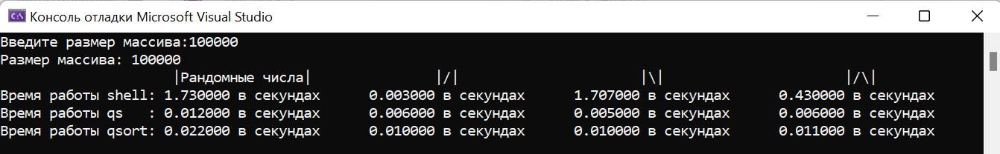 Консоль отладки Microsoft Visual Studio
Введите размер массива:100000
Размер массива: 100000
|Рандомные числа| |/| |\| |/\|
Время работы shell: 1.730000 в секундах 0.003000 в секундах 1.707000 в секундах 0.430000 в секундах
Время работы qs : 0.012000 в секундах 0.006000 в секундах 0.005000 в секундах 0.006000 в секундах
Время работы qsort: 0.022000 в секундах 0.010000 в секундах 0.010000 в секундах 0.011000 в секундах